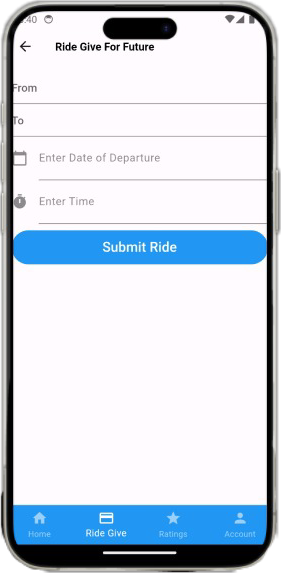 :40
Ride Give For Future
From
To
Enter Date of Departure
Enter Time
Submit Ride
Home
Ride Give
Ratings
Account